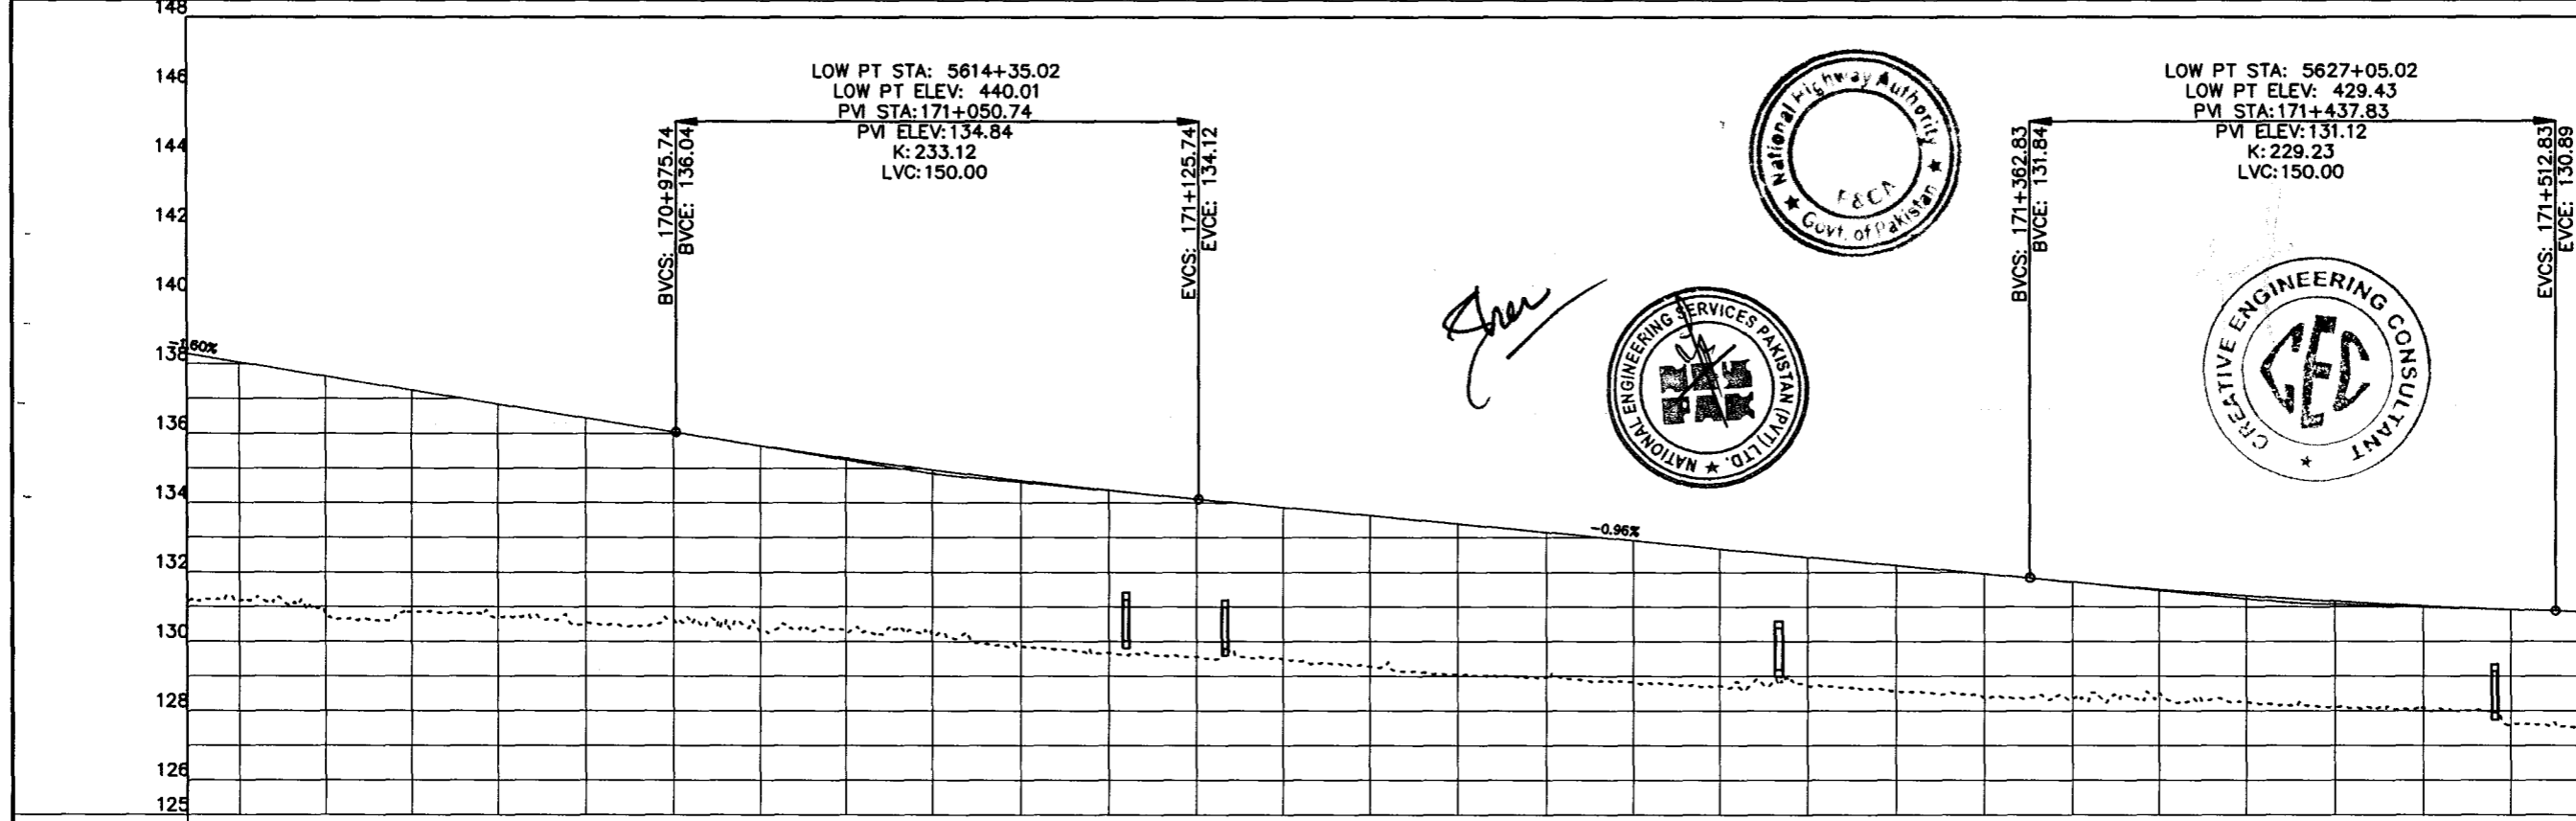 148
146
144
142
140
138
136
134
132
130
128
126
125
LOW PT STA: 5614+35.02
LOW PT ELEV: 440.01
PVI STA:171+050.74
PVI ELEV:134.84
K:233.12
LVC:150.00
BVCS: 170+975.74
BVCE: 136.04
EVCS: 171+125.74
EVCE: 134.12
National Highway Authority
★ Govt. of Pakistan ★
F&CA
LOW PT STA: 5627+05.02
LOW PT ELEV: 429.43
PVI STA:171+437.83
PVI ELEV:131.12
K:229.23
LVC:150.00
BVCS: 171+362.83
BVCE: 131.84
EVCS: 171+512.83
EVCE: 130.89
NATIONAL ENGINEERING SERVICES PAKISTAN (PVT) LTD. ★
PAK
CREATIVE ENGINEERING CONSULTANT ★
CEC
-1.60%
-0.96%